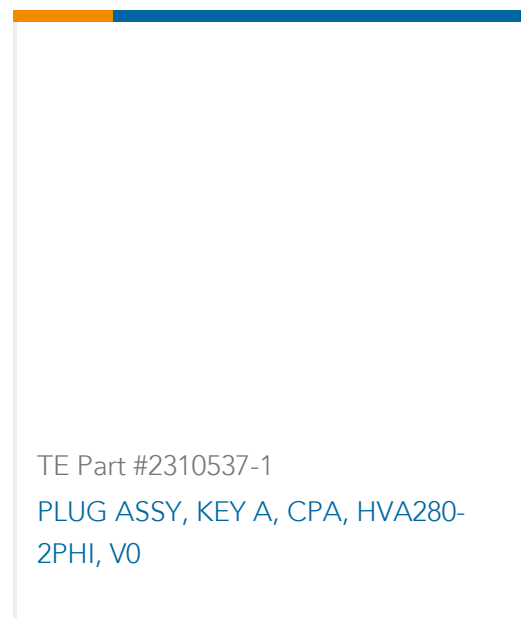 TE Part #2310537-1
PLUG ASSY, KEY A, CPA, HVA280-
2PHI, V0